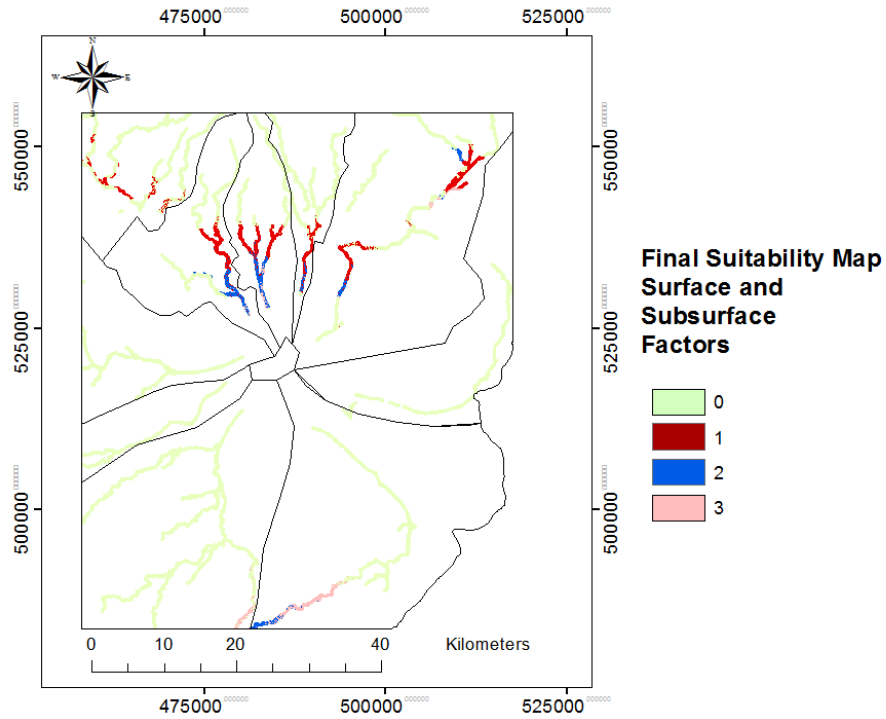 475000 500000 525000
N
W E
S
550000 550000
525000 525000
500000 500000
Final Suitability Map
Surface and
Subsurface
Factors
0
1
2
3
0 10 20 40 Kilometers
475000 500000 525000